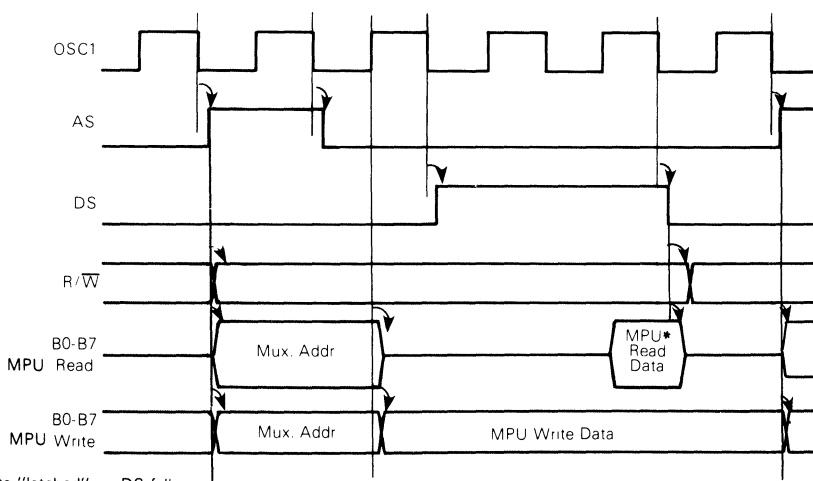 OSC1
AS
DS
R/W̅
B0-B7
MPU Read
Mux. Addr
MPU*
Read
Data
B0-B7
MPU Write
Mux. Addr
MPU Write Data
DS